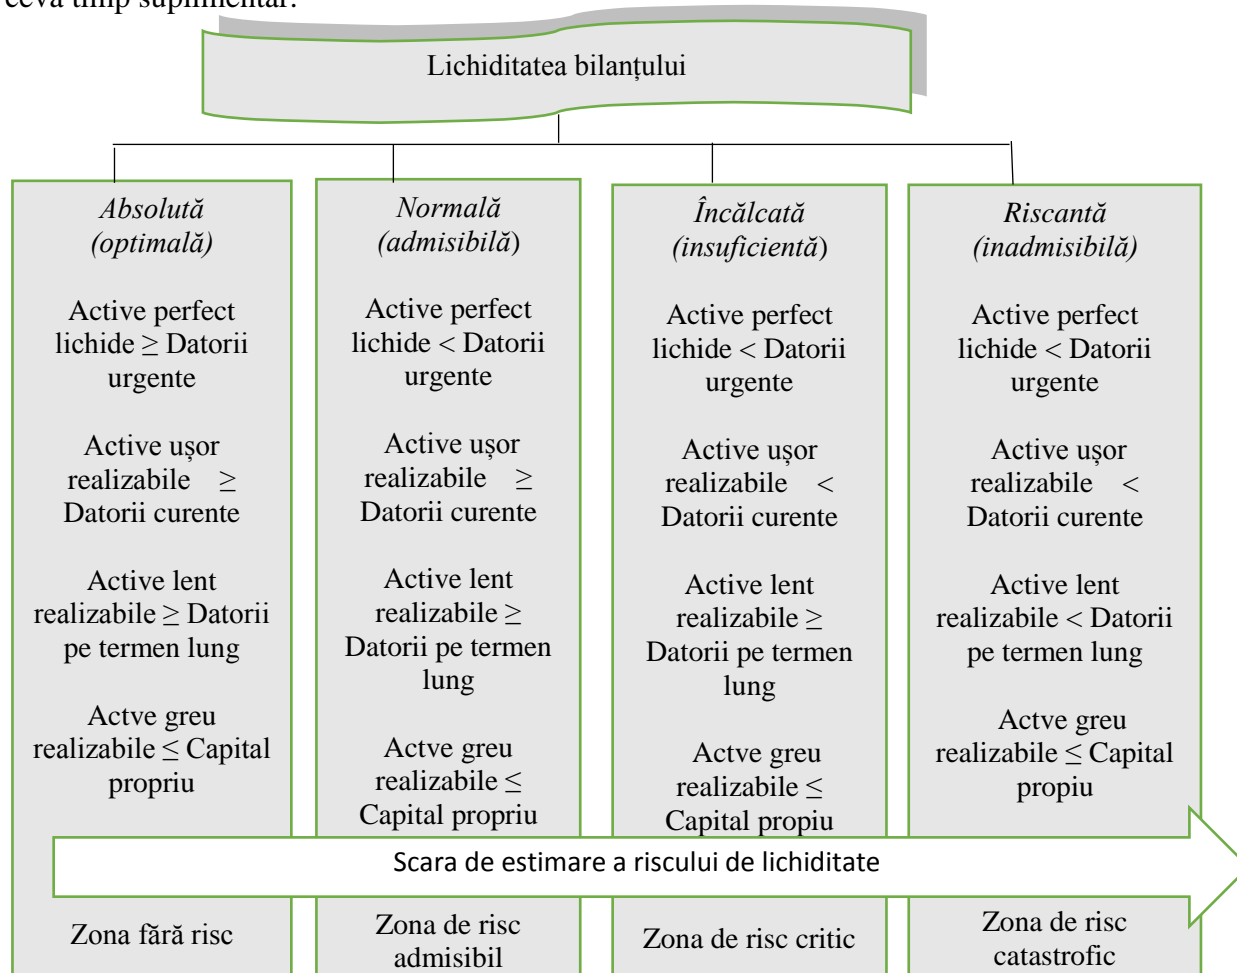 ceva timp suplimentar.
Lichiditatea bilanțului
Absolută
(optimală)
Active perfect
lichide ≥ Datorii
urgente
Active ușor
realizabile ≥
Datorii curente
Active lent
realizabile ≥ Datorii
pe termen lung
Actve greu
realizabile ≤ Capital
propriu
Normală
(admisibilă)
Active perfect
lichide < Datorii
urgente
Active ușor
realizabile ≥
Datorii curente
Active lent
realizabile ≥
Datorii pe termen
lung
Actve greu
realizabile ≤
Capital propriu
Încălcată
(insuficientă)
Active perfect
lichide < Datorii
urgente
Active ușor
realizabile <
Datorii curente
Active lent
realizabile ≥
Datorii pe termen
lung
Actve greu
realizabile ≤
Capital propiu
Riscantă
(inadmisibilă)
Active perfect
lichide < Datorii
urgente
Active ușor
realizabile <
Datorii curente
Active lent
realizabile < Datorii
pe termen lung
Actve greu
realizabile ≤ Capital
propiu
Scara de estimare a riscului de lichiditate
Zona fără risc
Zona de risc
admisibil
Zona de risc critic
Zona de risc
catastrofic